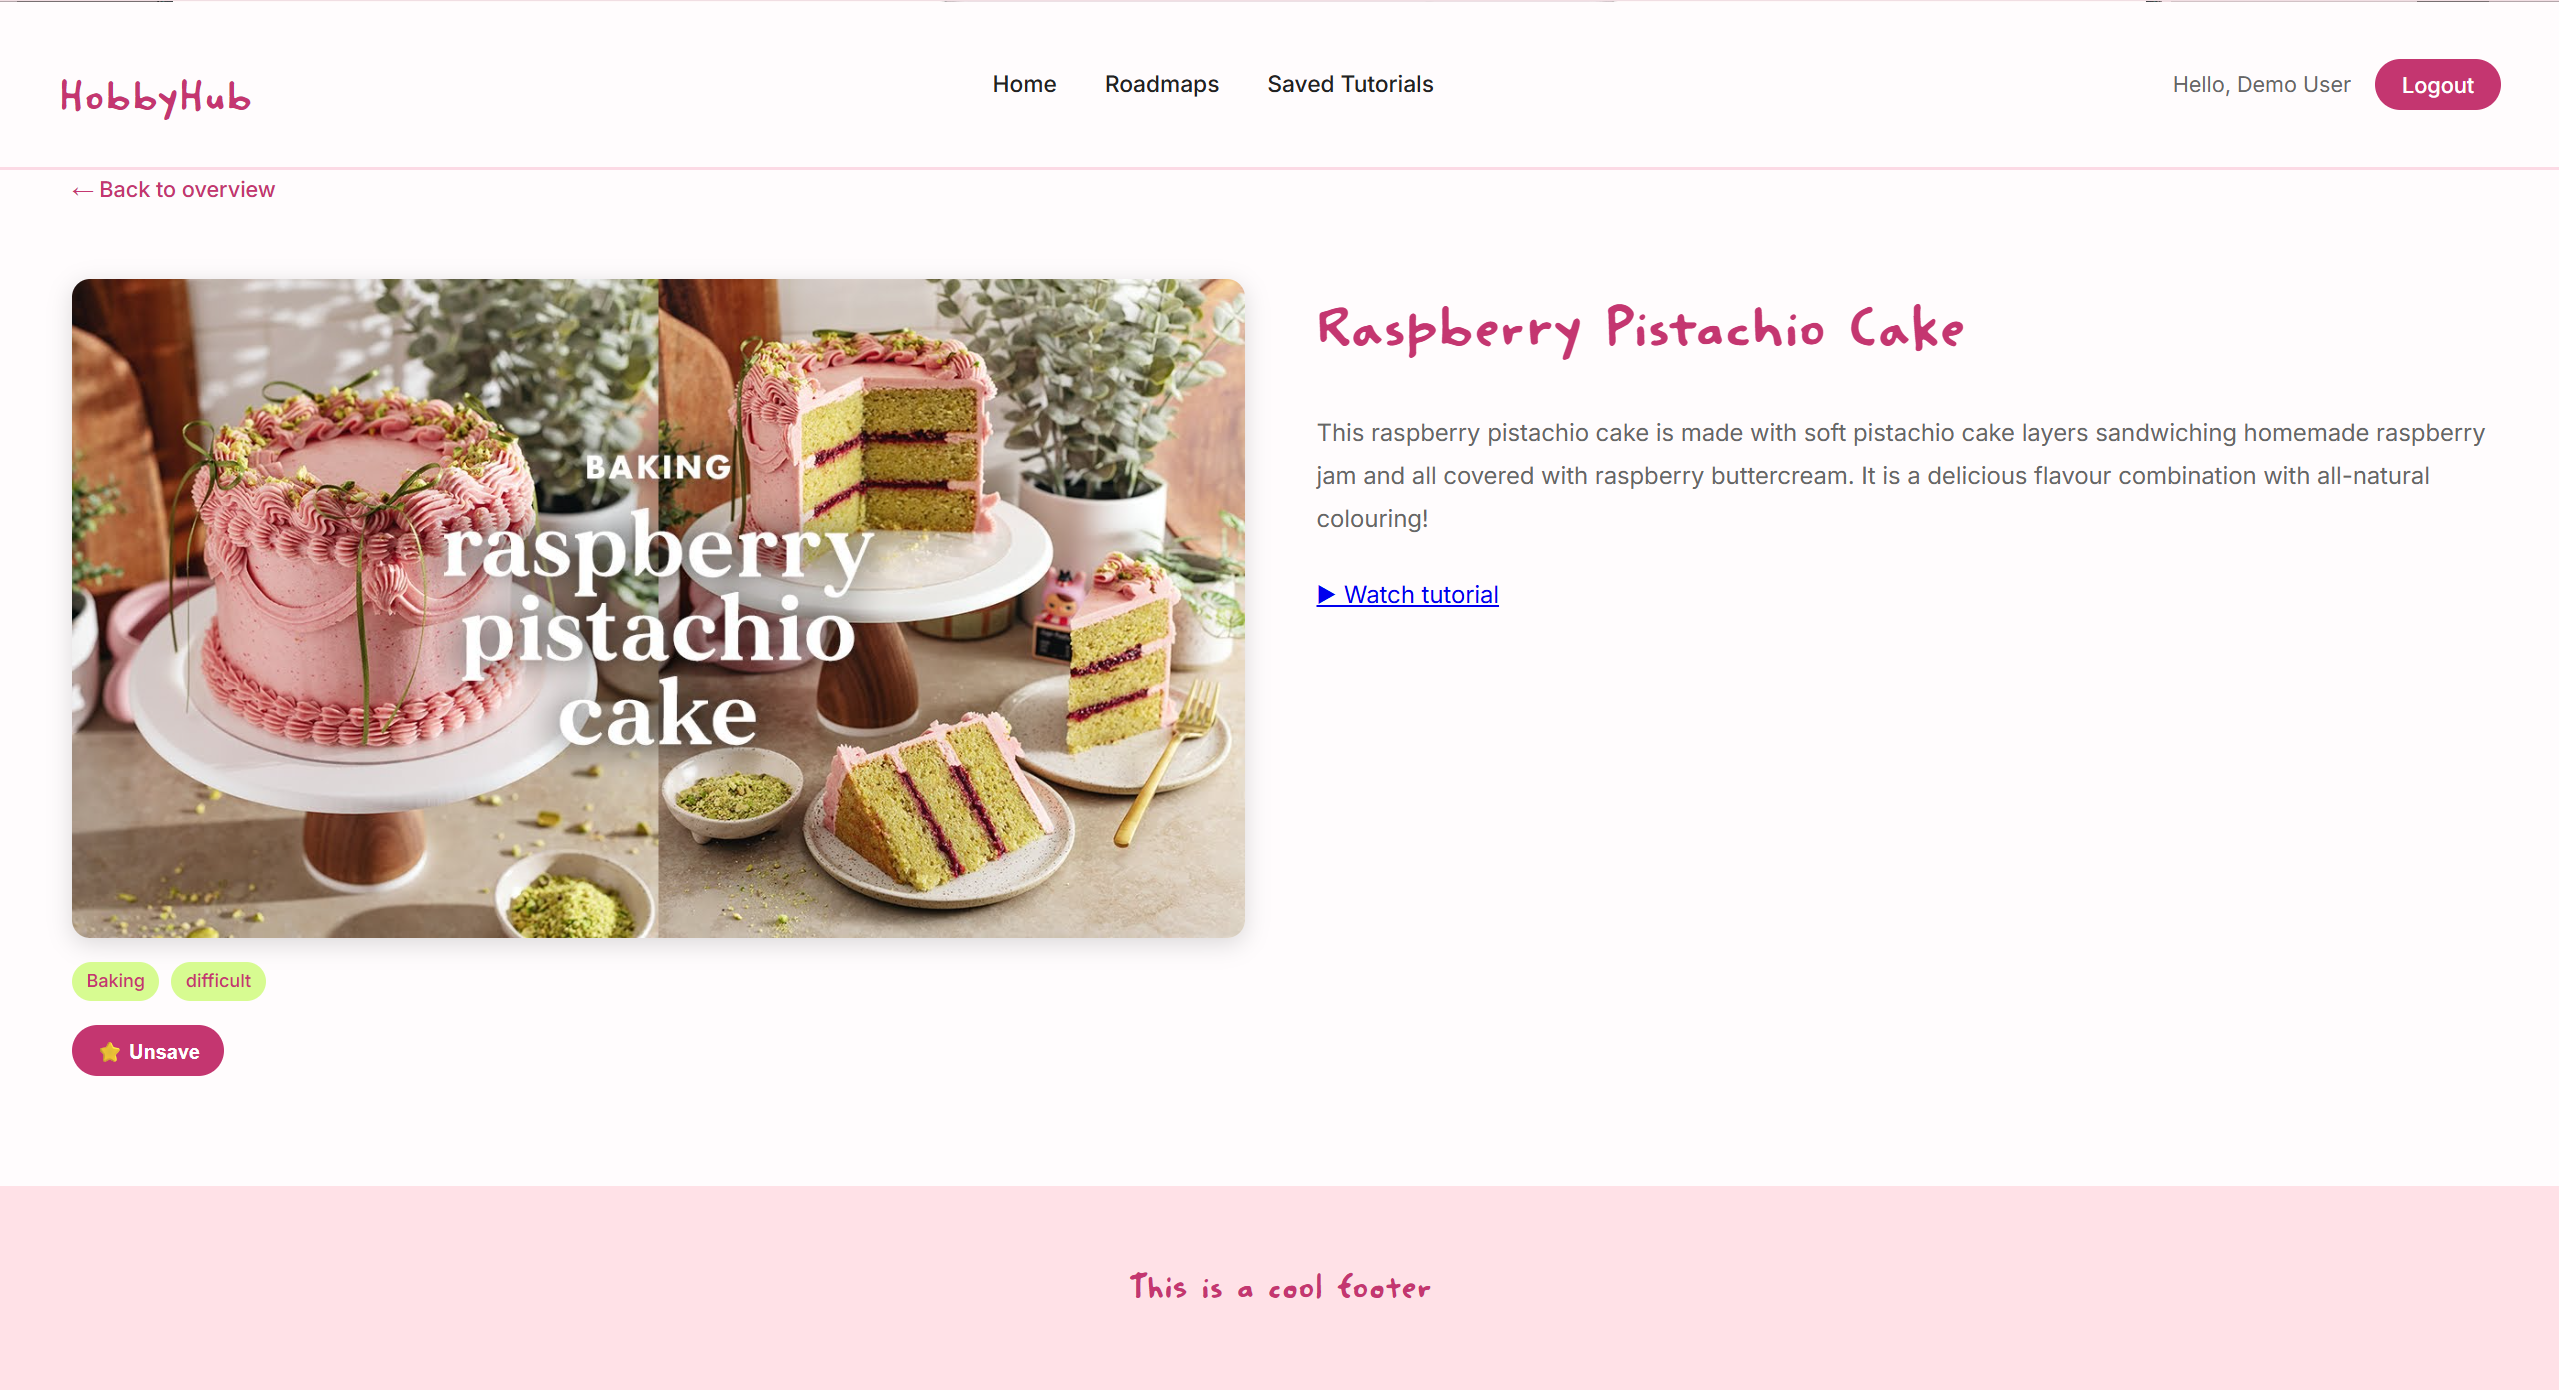 HobbyHub
Home
Roadmaps
Saved Tutorials
Hello, Demo User
Logout
← Back to overview
BAKING
raspberry
pistachio
cake
Baking
difficult
⭐ Unsave
Raspberry Pistachio Cake
This raspberry pistachio cake is made with soft pistachio cake layers sandwiching homemade raspberry
jam and all covered with raspberry buttercream. It is a delicious flavour combination with all-natural
colouring!
▶ Watch tutorial
This is a cool footer